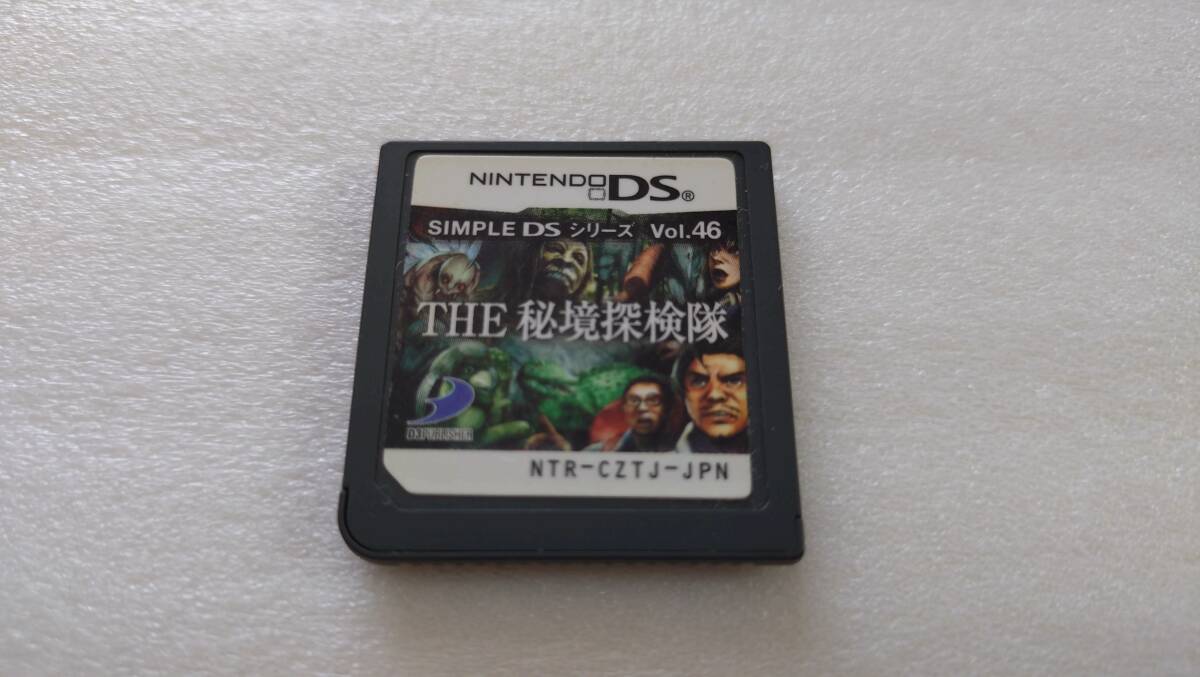 NINTENDO DS®
SIMPLE DS シリーズ Vol.46
THE 秘境探検隊
D3PUBLISHER
NTR-CZTJ-JPN